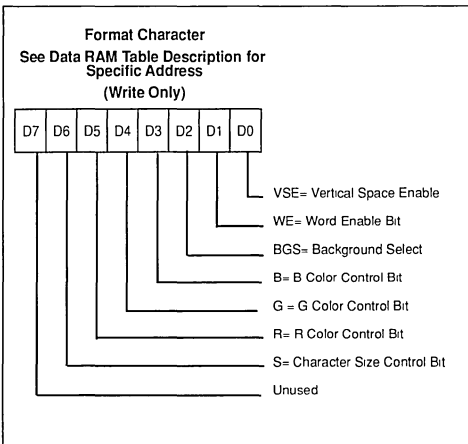 Format Character
See Data RAM Table Description for
Specific Address
(Write Only)
D7 D6 D5 D4 D3 D2 D1 D0
VSE= Vertical Space Enable
WE= Word Enable Bit
BGS= Background Select
B= B Color Control Bit
G = G Color Control Bit
R= R Color Control Bit
S= Character Size Control Bit
Unused